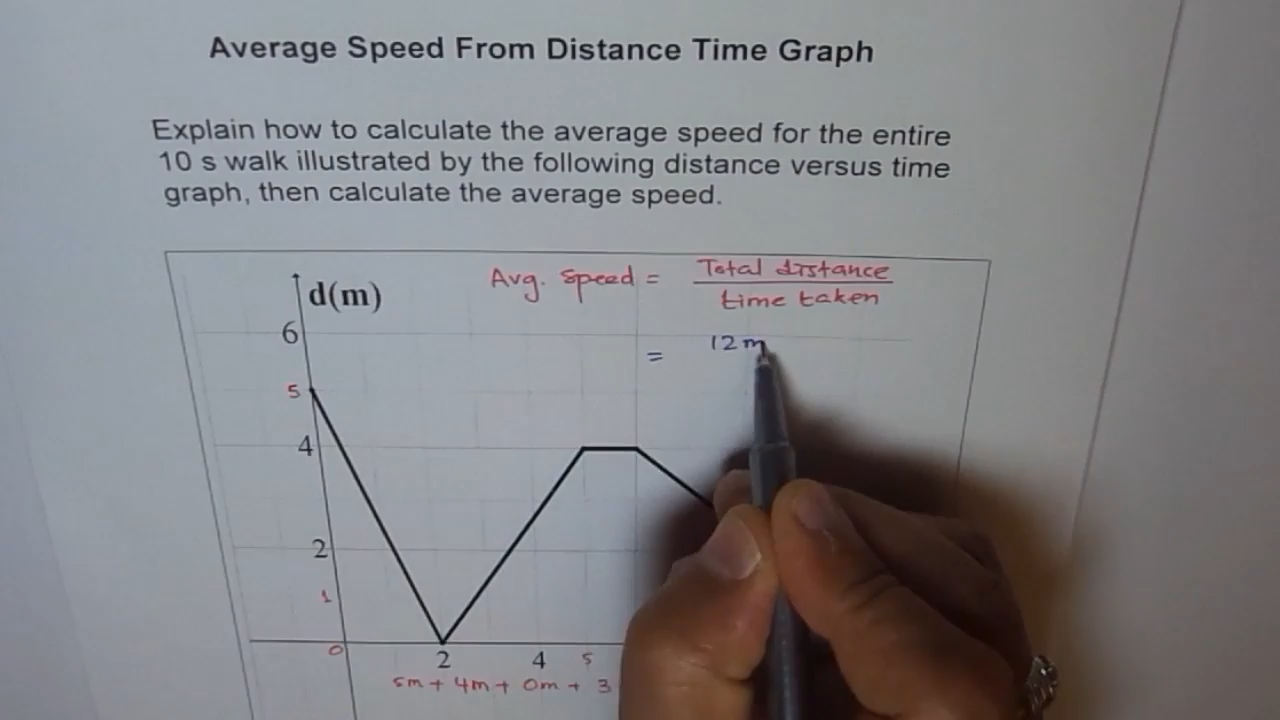 Average Speed From Distance Time Graph
Explain how to calculate the average speed for the entire
10 s walk illustrated by the following distance versus time
graph, then calculate the average speed.
d(m)
Avg. Speed = Total distance
time taken
6
= 12m
5
4
2
1
0
2 4 5
5m + 4m + 0m + 3